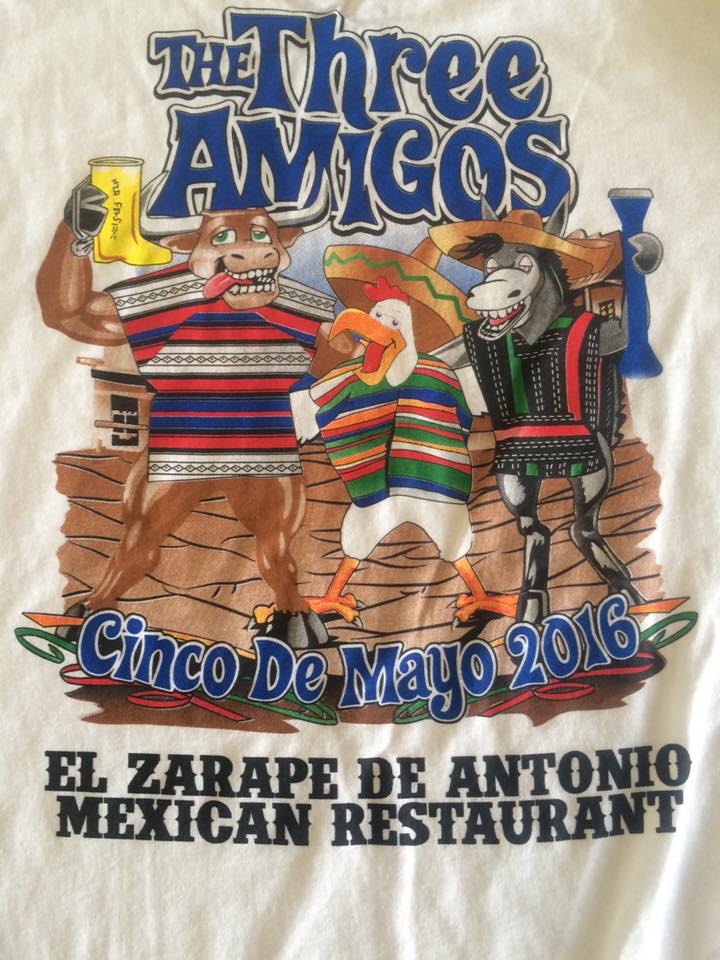 THE Three
AMIGOS
Cinco De Mayo 2016
EL ZARAPE DE ANTONIO
MEXICAN RESTAURANT